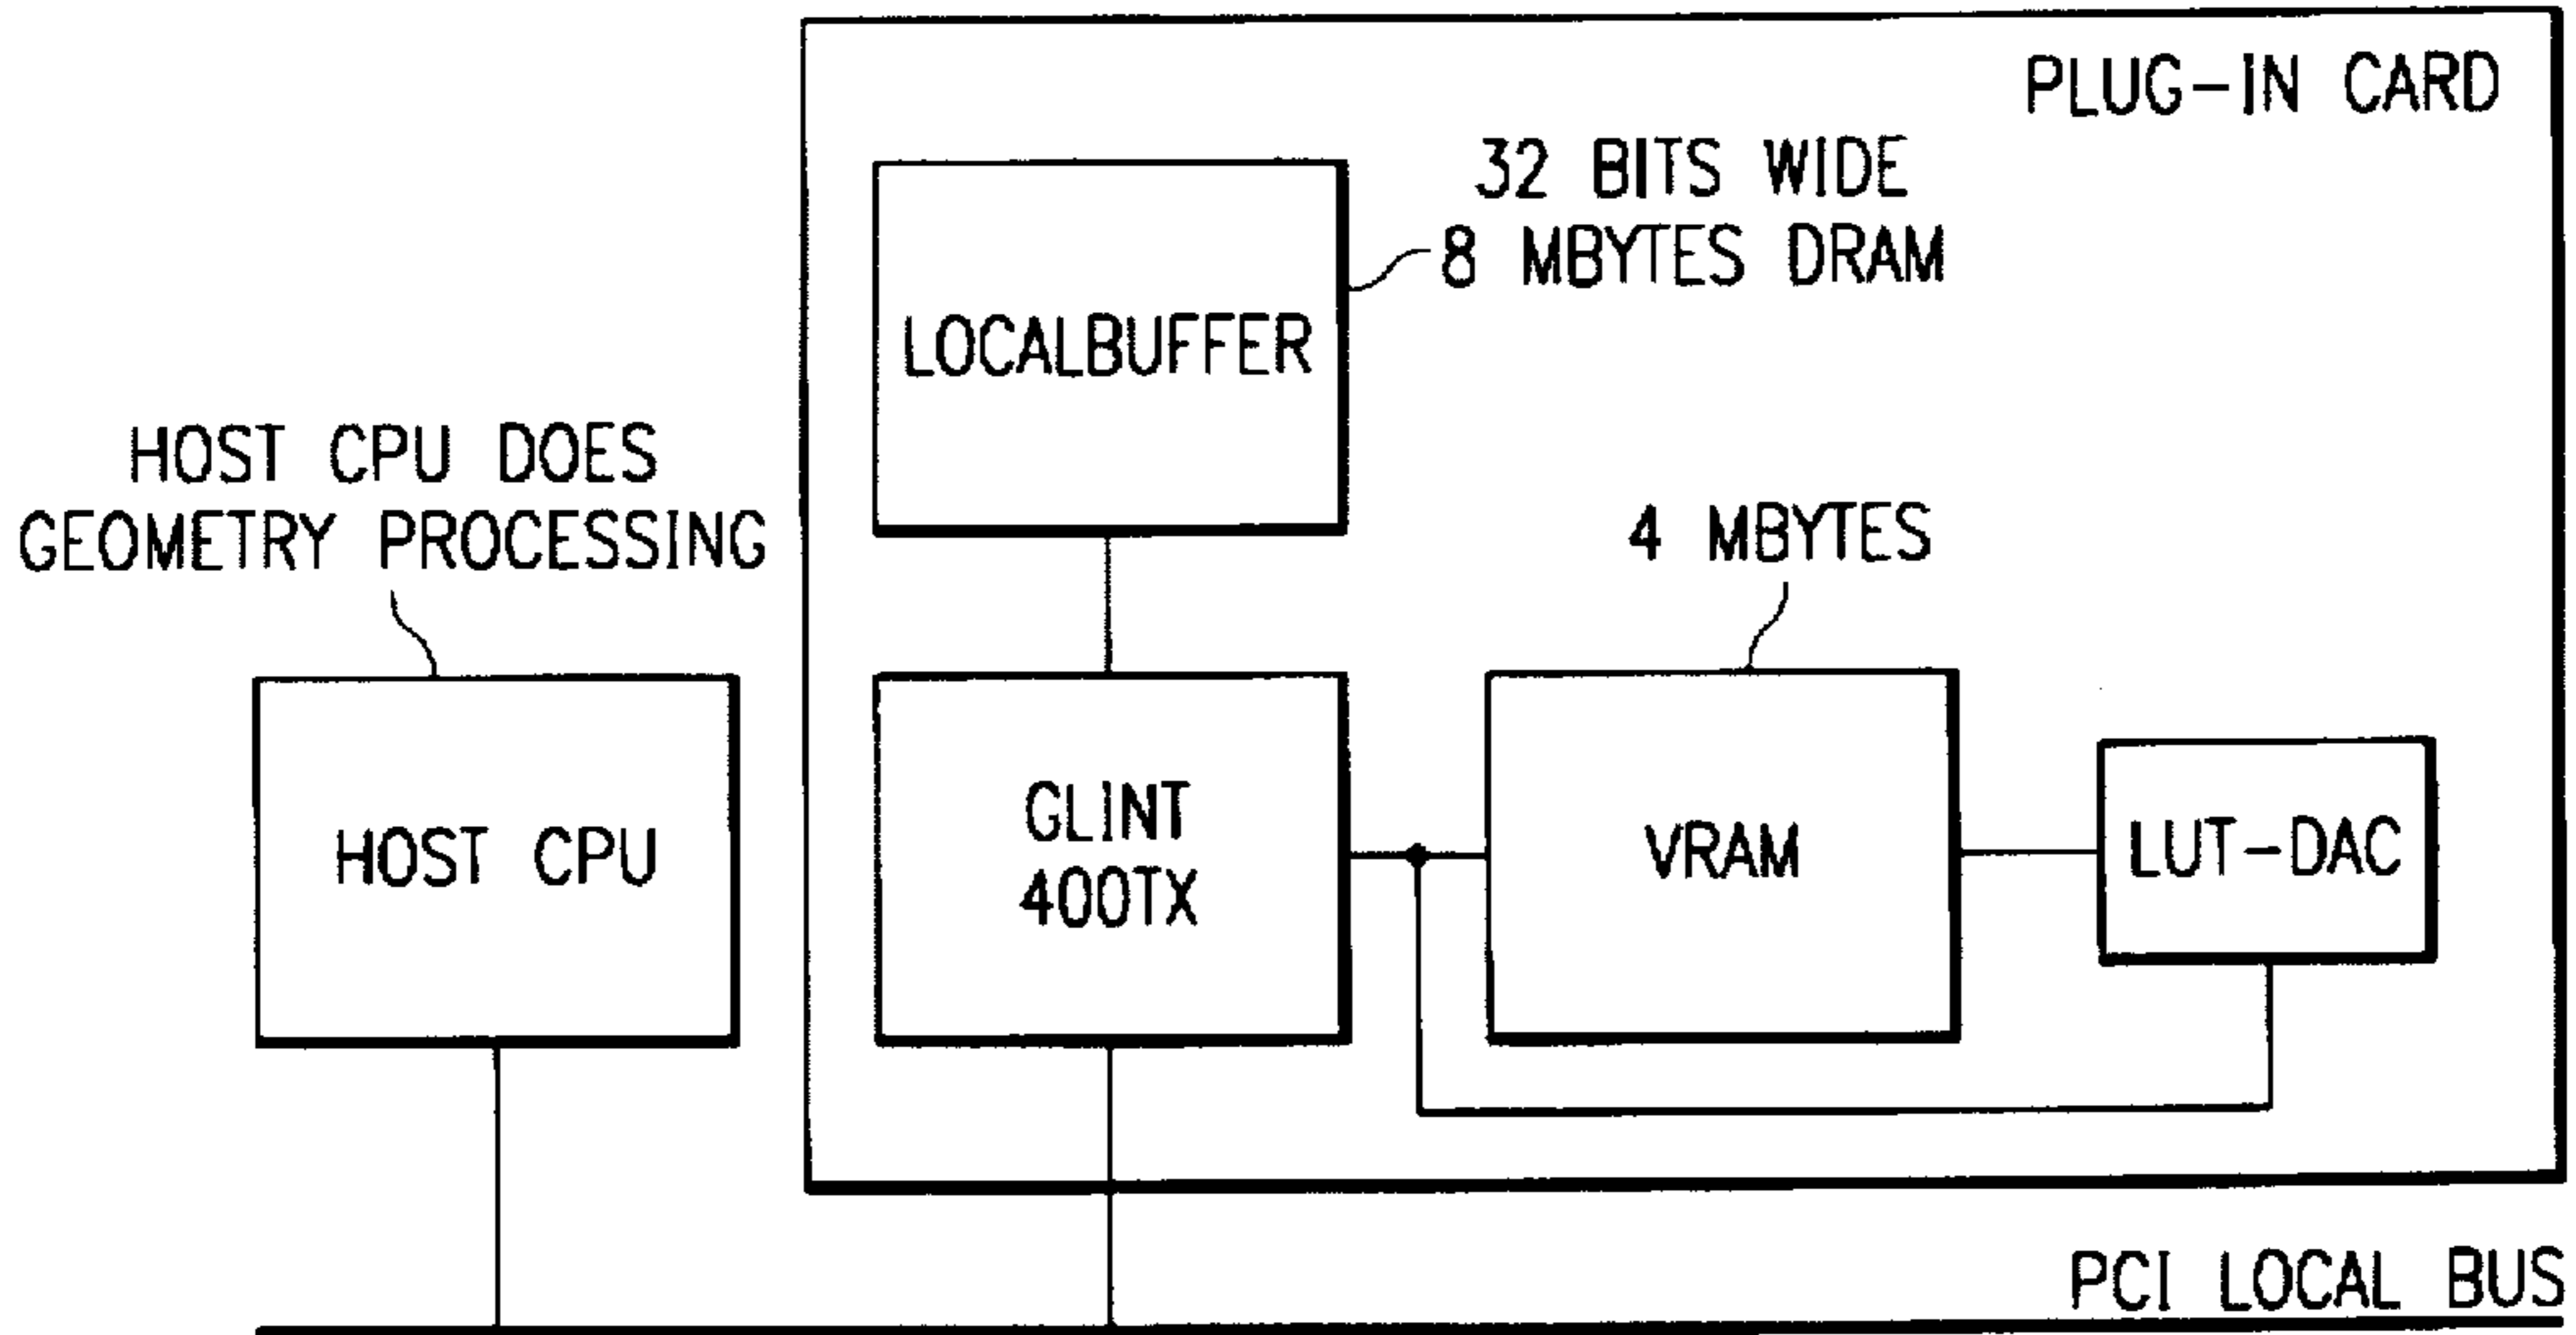 PLUG-IN CARD
32 BITS WIDE
8 MBYTES DRAM
LOCALBUFFER
HOST CPU DOES
GEOMETRY PROCESSING
4 MBYTES
HOST CPU
GLINT
400TX
VRAM
LUT-DAC
PCI LOCAL BUS